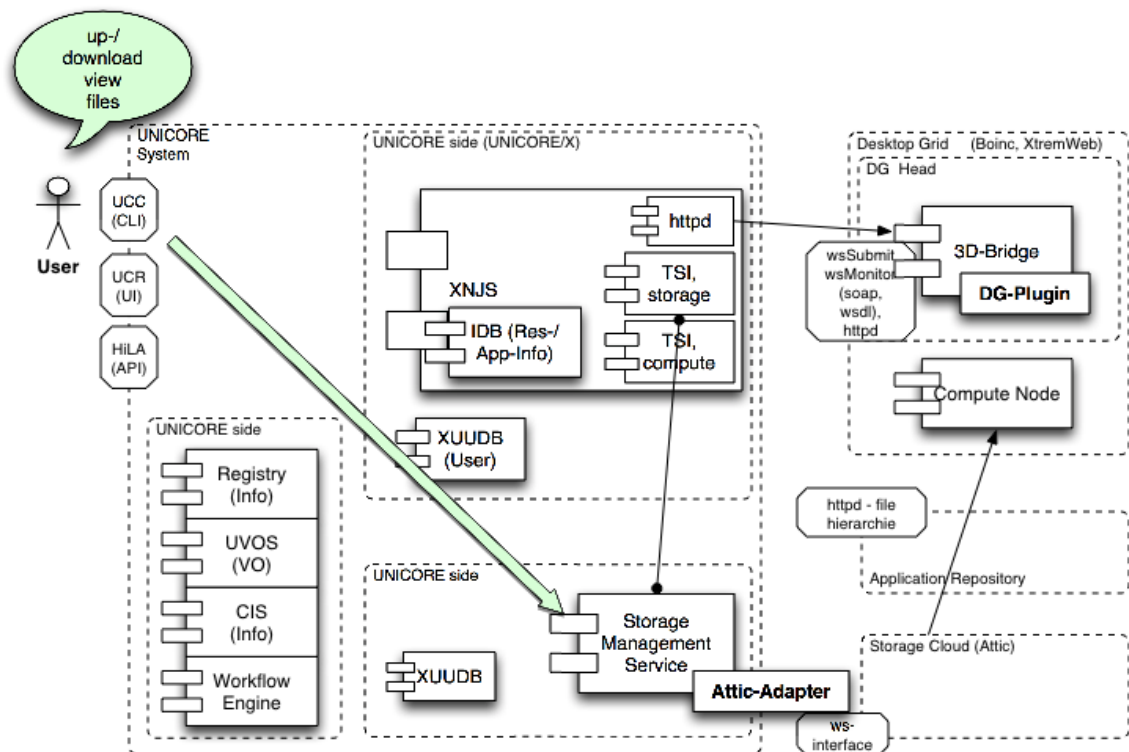 up-/
download
view
files
UNICORE
System
User
UCC
(CLI)
UCR
(UI)
HiLA
(API)
UNICORE side (UNICORE/X)
httpd
TSI,
storage
XNJS
IDB (Res-/
App-Info)
TSI,
compute
XUUDB
(User)
UNICORE side
Registry
(Info)
UVOS
(VO)
CIS
(Info)
Workflow
Engine
UNICORE side
XUUDB
Storage
Management
Service
Attic-Adapter
Desktop Grid (Boinc, XtremWeb)
DG Head
wsSubmit
wsMonitor
(soap,
wsdl),
httpd
3D-Bridge
DG-Plugin
Compute Node
httpd - file
hierarchie
Application Repository
Storage Cloud (Attic)
ws-
interface